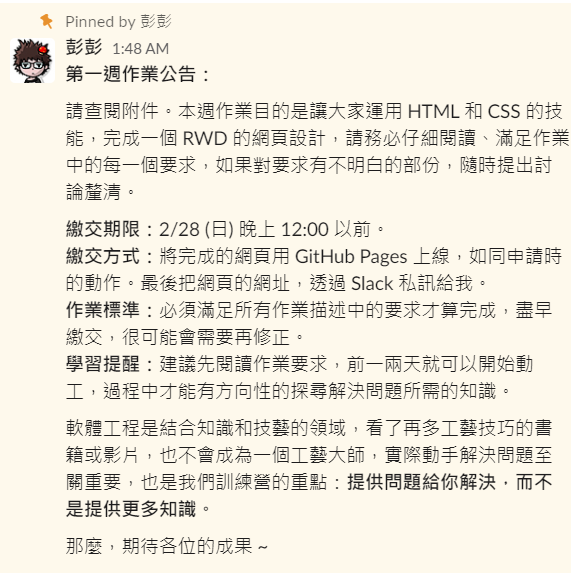 Pinned by 彭彭
彭彭 1:48 AM
第一週作業公告：
請查閱附件。本週作業目的是讓大家運用 HTML 和 CSS 的技
能，完成一個 RWD 的網頁設計，請務必仔細閱讀、滿足作業
中的每一個要求，如果對要求有不明白的部份，隨時提出討
論釐清。
繳交期限：2/28 (日) 晚上 12:00 以前。
繳交方式：將完成的網頁用 GitHub Pages 上線，如同申請時
的動作。最後把網頁的網址，透過 Slack 私訊給我。
作業標準：必須滿足所有作業描述中的要求才算完成，盡早
繳交，很可能會需要再修正。
學習提醒：建議先閱讀作業要求，前一兩天就可以開始動
工，過程中才能有方向性的探尋解決問題所需的知識。
軟體工程是結合知識和技藝的領域，看了再多工藝技巧的書
籍或影片，也不會成為一個工藝大師，實際動手解決問題至
關重要，也是我們訓練營的重點：提供問題給你解決，而不
是提供更多知識。
那麼，期待各位的成果 ~